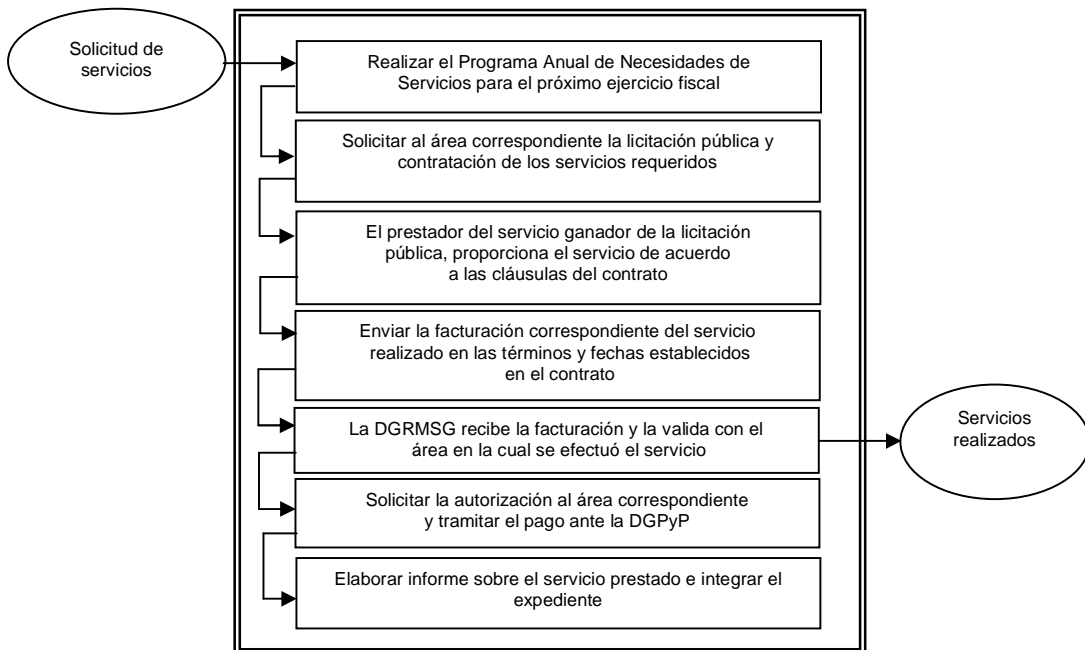 Solicitud de
servicios
Realizar el Programa Anual de Necesidades de
Servicios para el próximo ejercicio fiscal
Solicitar al área correspondiente la licitación pública y
contratación de los servicios requeridos
El prestador del servicio ganador de la licitación
pública, proporciona el servicio de acuerdo
a las cláusulas del contrato
Enviar la facturación correspondiente del servicio
realizado en las términos y fechas establecidos
en el contrato
La DGRMSG recibe la facturación y la valida con el
área en la cual se efectuó el servicio
Servicios
realizados
Solicitar la autorización al área correspondiente
y tramitar el pago ante la DGPyP
Elaborar informe sobre el servicio prestado e integrar el
expediente